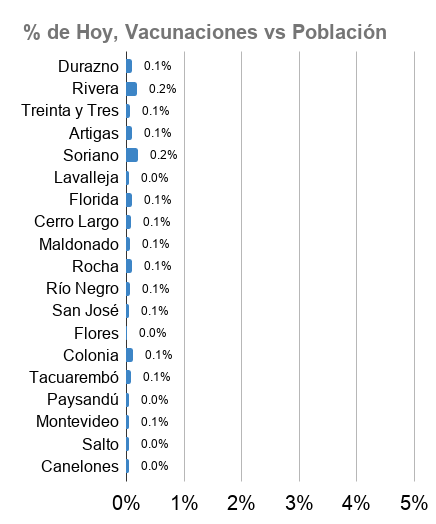 % de Hoy, Vacunaciones vs Población
Durazno 0.1%
Rivera 0.2%
Treinta y Tres 0.1%
Artigas 0.1%
Soriano 0.2%
Lavalleja 0.0%
Florida 0.1%
Cerro Largo 0.1%
Maldonado 0.1%
Rocha 0.1%
Río Negro 0.1%
San José 0.1%
Flores 0.0%
Colonia 0.1%
Tacuarembó 0.1%
Paysandú 0.0%
Montevideo 0.1%
Salto 0.0%
Canelones 0.0%
0% 1% 2% 3% 4% 5%